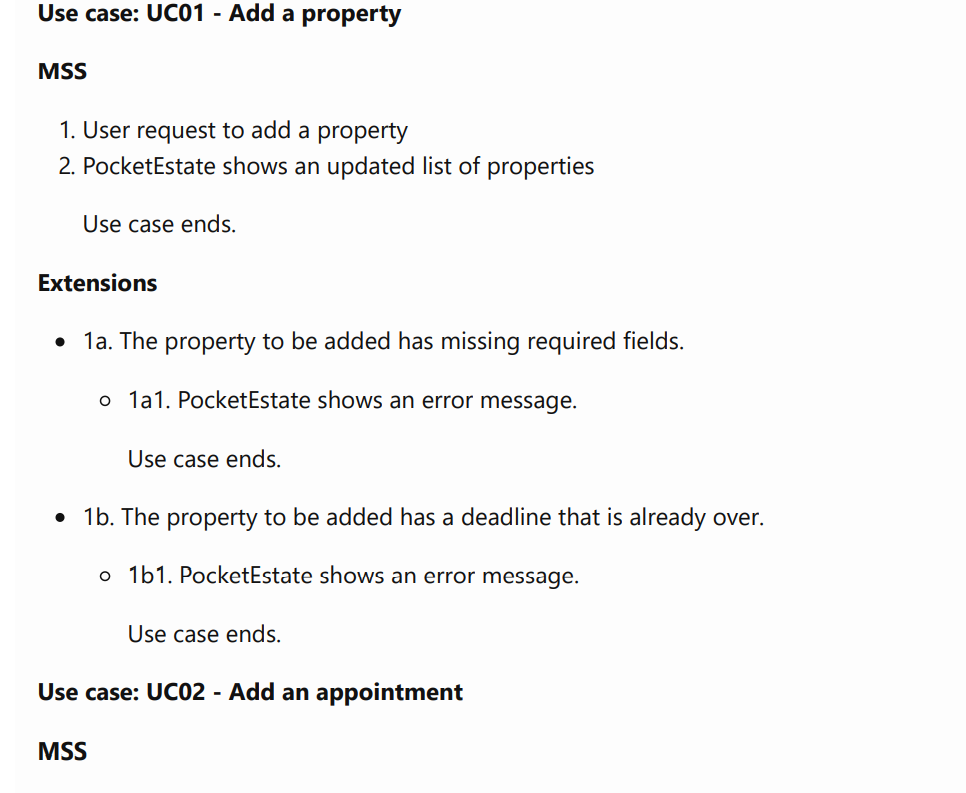 Use case: UC01 - Add a property
MSS
1. User request to add a property
2. PocketEstate shows an updated list of properties
Use case ends.
Extensions
• 1a. The property to be added has missing required fields.
○ 1a1. PocketEstate shows an error message.
Use case ends.
• 1b. The property to be added has a deadline that is already over.
○ 1b1. PocketEstate shows an error message.
Use case ends.
Use case: UC02 - Add an appointment
MSS